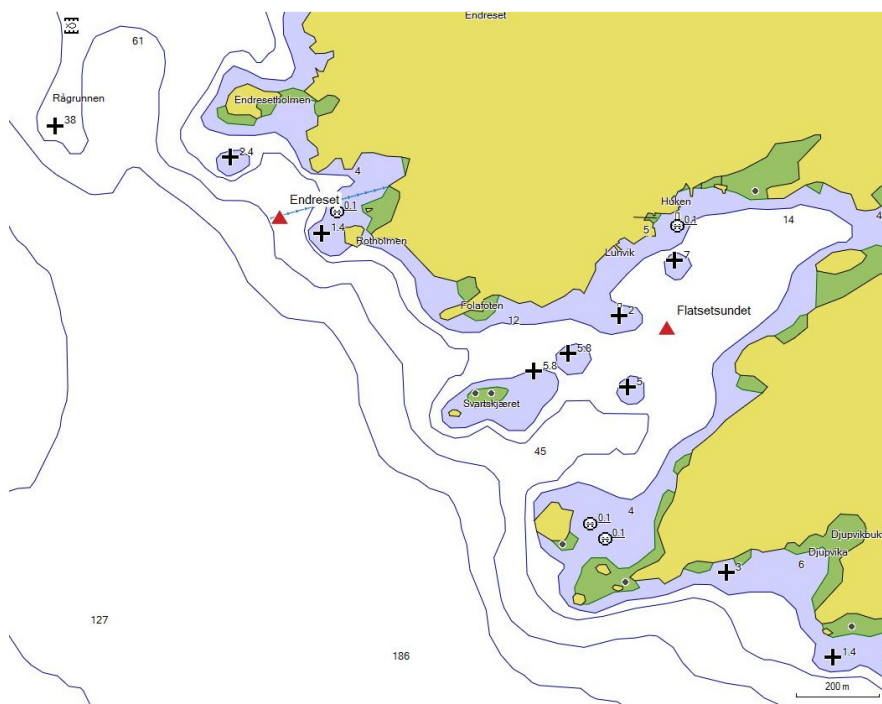 Endreset
61
Rågrunnen
38
Endresetholmen
2.4
4
Endreset
0.1
1.4
Rotholmen
Huken
0.1
5
14
4
Lunvik
7
Folafoten
12
2
Flatsetsundet
5.8
5.8
5
Svartskjæret
45
4
0.1
0.1
Djupvikbuk
Djupvika
3
6
127
186
1.4
200 m